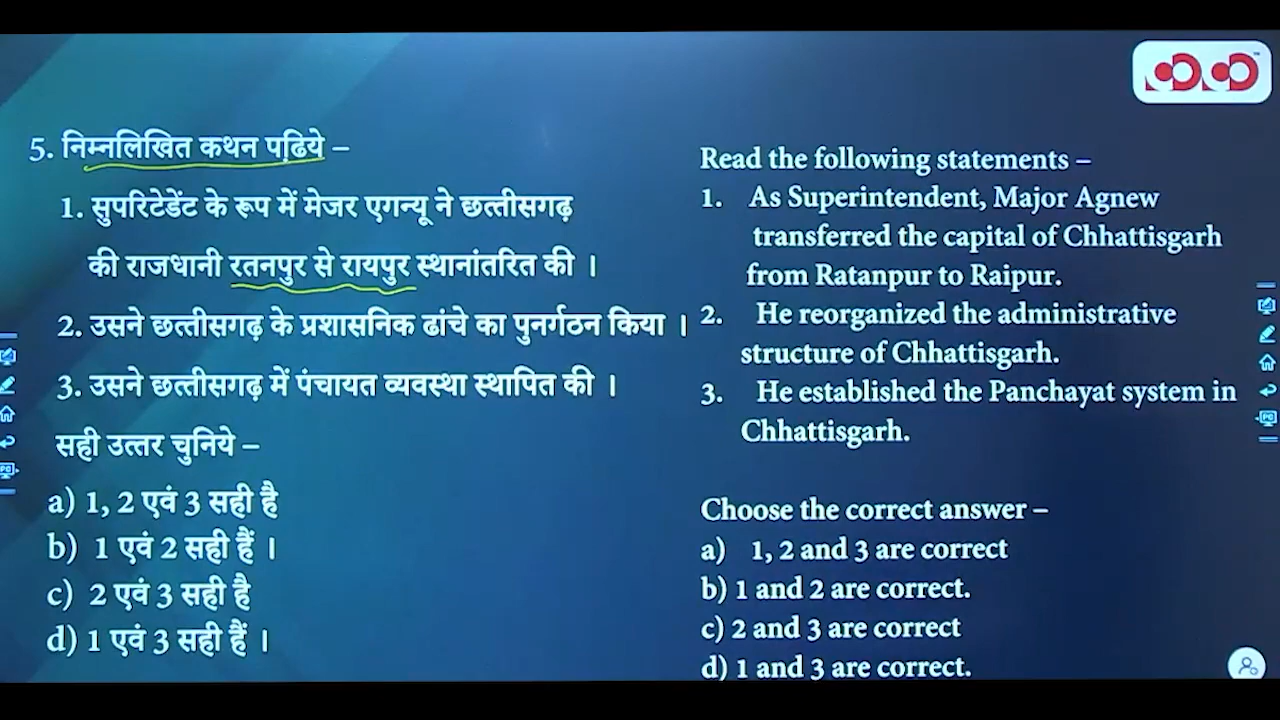 5. निम्नलिखित कथन पढ़िये –
1. सुपरिटेडेंट के रूप में मेजर एगन्यू ने छत्तीसगढ़
की राजधानी रतनपुर से रायपुर स्थानांतरित की ।
2. उसने छत्तीसगढ़ के प्रशासनिक ढांचे का पुनर्गठन किया ।
3. उसने छत्तीसगढ़ में पंचायत व्यवस्था स्थापित की ।
सही उत्तर चुनिये –
a) 1, 2 एवं 3 सही है
b) 1 एवं 2 सही हैं ।
c) 2 एवं 3 सही है
d) 1 एवं 3 सही हैं ।
Read the following statements –
1. As Superintendent, Major Agnew
transferred the capital of Chhattisgarh
from Ratanpur to Raipur.
2. He reorganized the administrative
structure of Chhattisgarh.
3. He established the Panchayat system in
Chhattisgarh.
Choose the correct answer –
a) 1, 2 and 3 are correct
b) 1 and 2 are correct.
c) 2 and 3 are correct
d) 1 and 3 are correct.